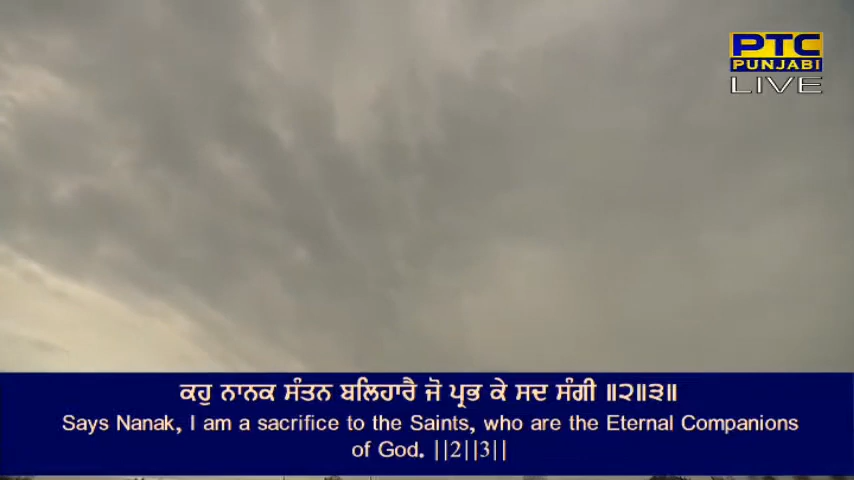 PTC
PUNJABI
LIVE
ਕਹੁ ਨਾਨਕ ਸੰਤਨ ਬਲਿਹਾਰੈ ਜੋ ਪ੍ਰਭ ਕੇ ਸਦ ਸੰਗੀ ॥੨॥੩॥
Says Nanak, I am a sacrifice to the Saints, who are the Eternal Companions
of God. ||2||3||